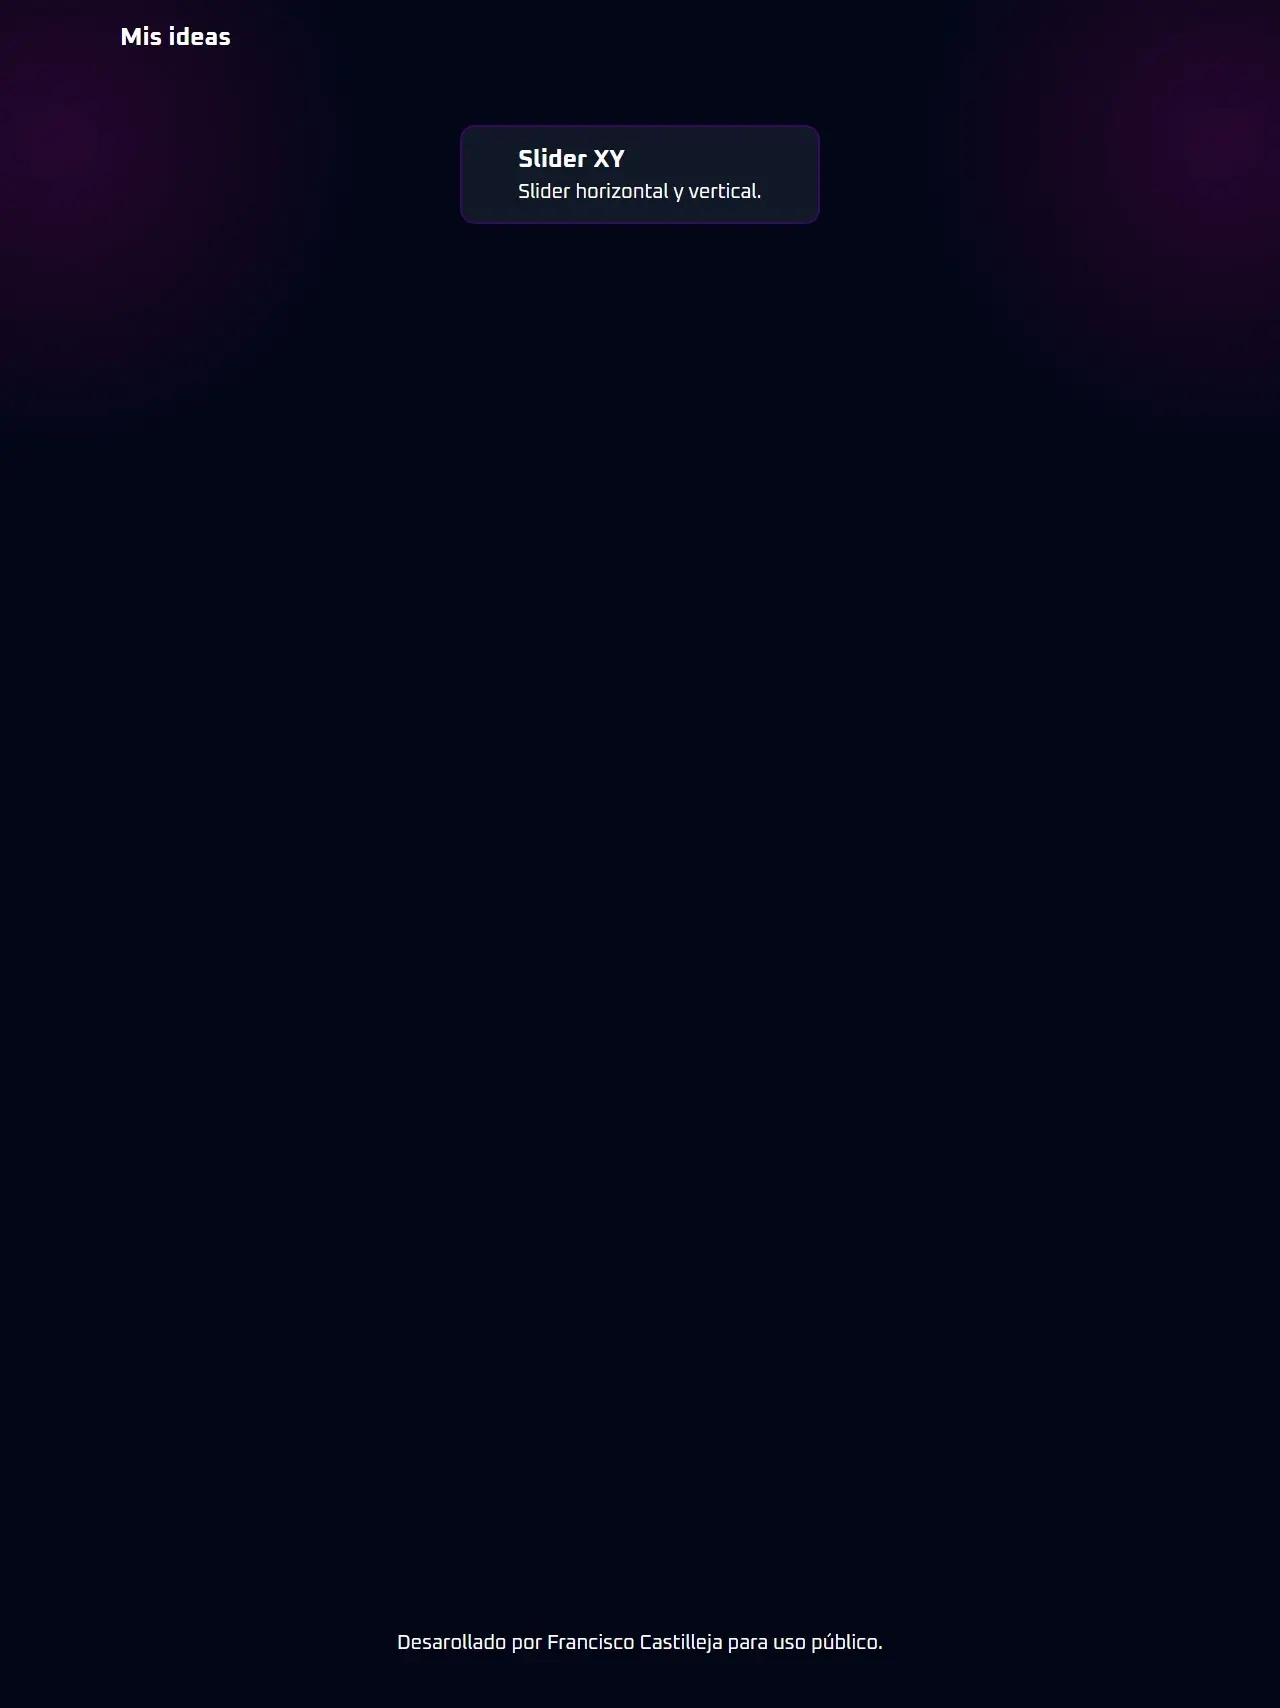 Mis ideas
Slider XY
Slider horizontal y vertical.
Desarollado por Francisco Castilleja para uso público.